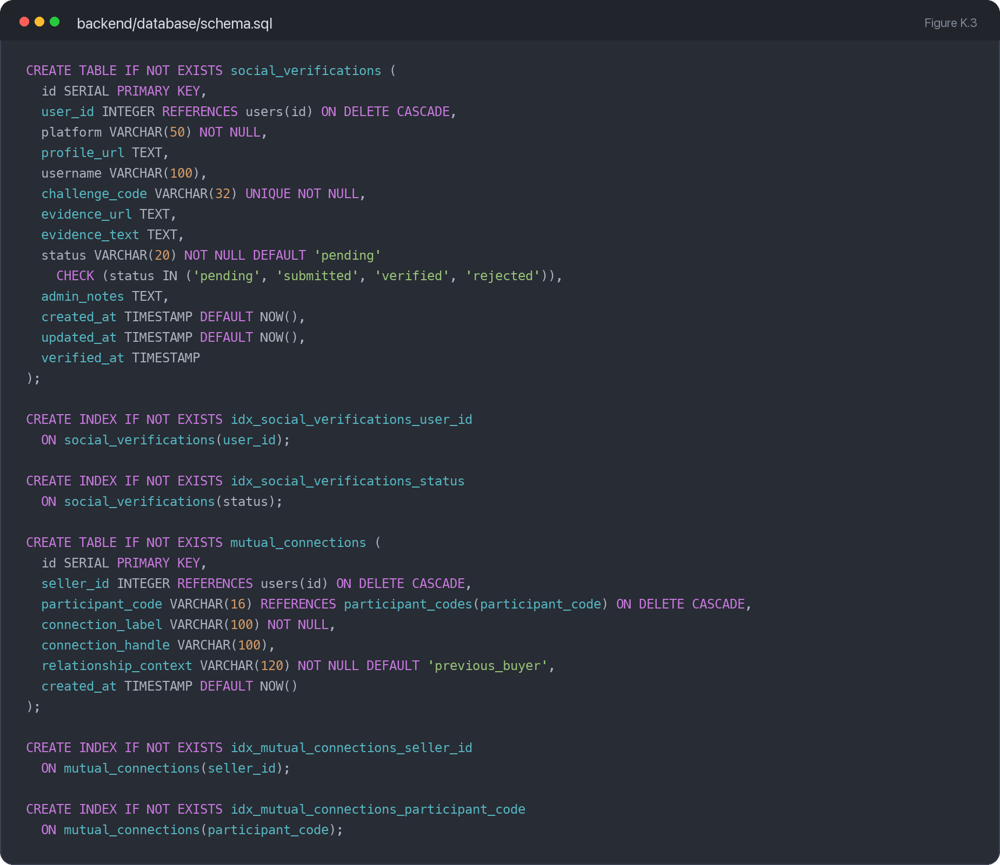 backend/database/schema.sql
Figure K.3
CREATE TABLE IF NOT EXISTS social_verifications (
  id SERIAL PRIMARY KEY,
  user_id INTEGER REFERENCES users(id) ON DELETE CASCADE,
  platform VARCHAR(50) NOT NULL,
  profile_url TEXT,
  username VARCHAR(100),
  challenge_code VARCHAR(32) UNIQUE NOT NULL,
  evidence_url TEXT,
  evidence_text TEXT,
  status VARCHAR(20) NOT NULL DEFAULT 'pending'
    CHECK (status IN ('pending', 'submitted', 'verified', 'rejected')),
  admin_notes TEXT,
  created_at TIMESTAMP DEFAULT NOW(),
  updated_at TIMESTAMP DEFAULT NOW(),
  verified_at TIMESTAMP
);
CREATE INDEX IF NOT EXISTS idx_social_verifications_user_id
  ON social_verifications(user_id);
CREATE INDEX IF NOT EXISTS idx_social_verifications_status
  ON social_verifications(status);
CREATE TABLE IF NOT EXISTS mutual_connections (
  id SERIAL PRIMARY KEY,
  seller_id INTEGER REFERENCES users(id) ON DELETE CASCADE,
  participant_code VARCHAR(16) REFERENCES participant_codes(participant_code) ON DELETE CASCADE,
  connection_label VARCHAR(100) NOT NULL,
  connection_handle VARCHAR(100),
  relationship_context VARCHAR(120) NOT NULL DEFAULT 'previous_buyer',
  created_at TIMESTAMP DEFAULT NOW()
);
CREATE INDEX IF NOT EXISTS idx_mutual_connections_seller_id
  ON mutual_connections(seller_id);
CREATE INDEX IF NOT EXISTS idx_mutual_connections_participant_code
  ON mutual_connections(participant_code);